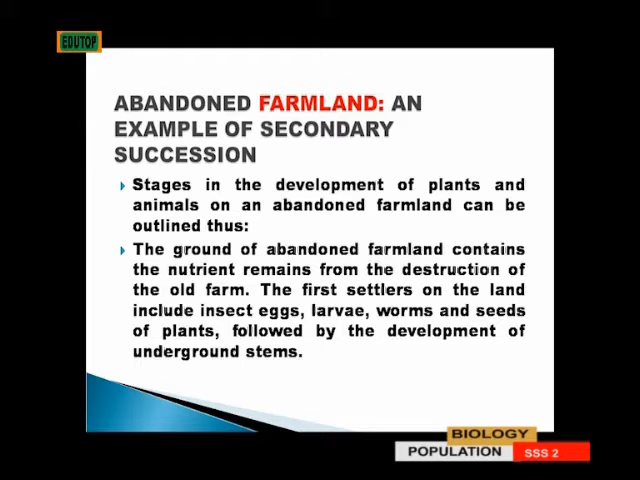 EDUTOP
ABANDONED FARMLAND: AN
EXAMPLE OF SECONDARY
SUCCESSION
Stages in the development of plants and
animals on an abandoned farmland can be
outlined thus:
The ground of abandoned farmland contains
the nutrient remains from the destruction of
the old farm. The first settlers on the land
include insect eggs, larvae, worms and seeds
of plants, followed by the development of
underground stems.
BIOLOGY
POPULATION SSS 2